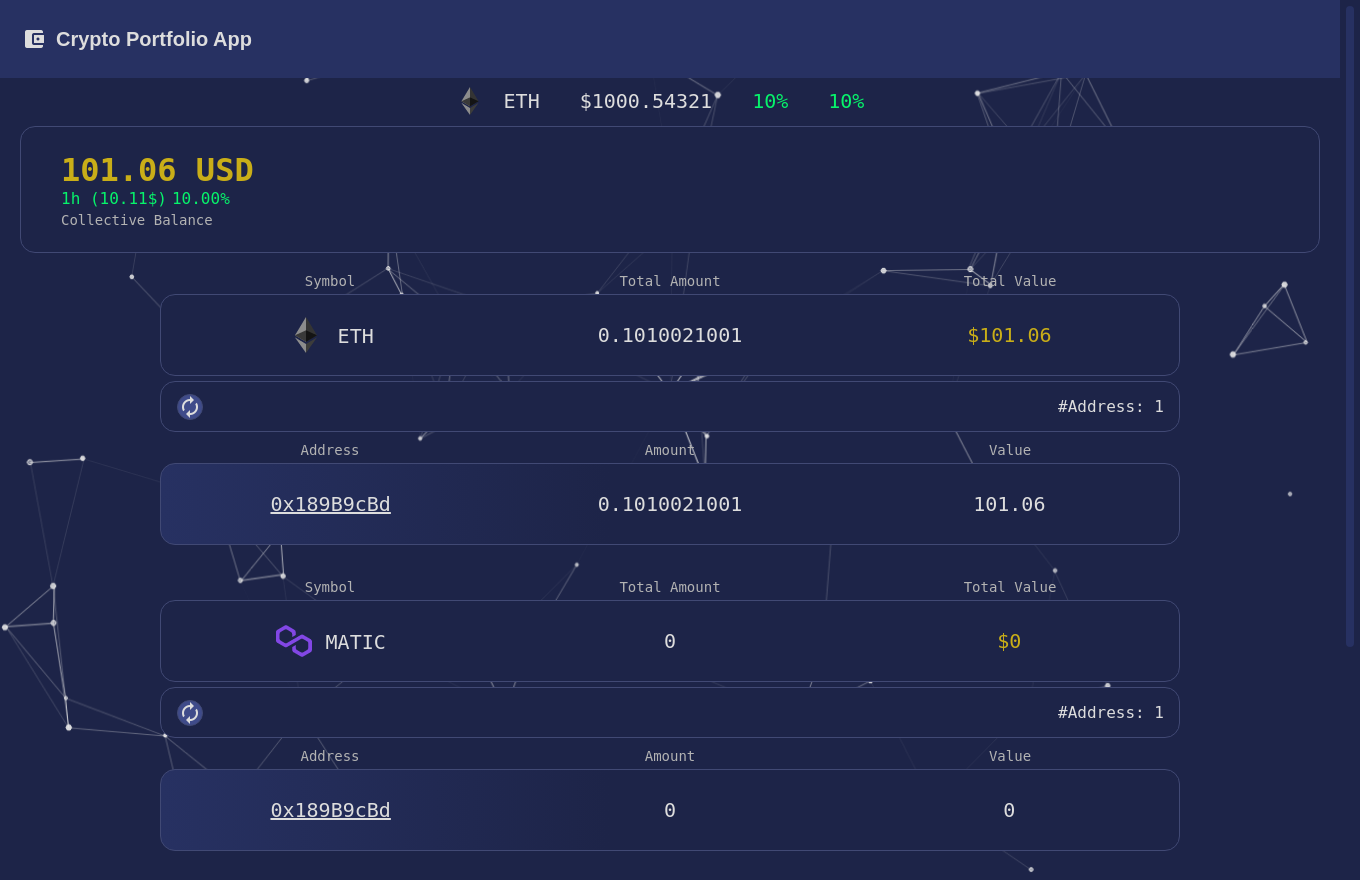 Crypto Portfolio App
ETH $1000.54321 10% 10%
101.06 USD
1h (10.11$) 10.00%
Collective Balance
Symbol Total Amount Total Value
ETH 0.1010021001 $101.06
#Address: 1
Address Amount Value
0x189B9cBd 0.1010021001 101.06
Symbol Total Amount Total Value
MATIC 0 $0
#Address: 1
Address Amount Value
0x189B9cBd 0 0